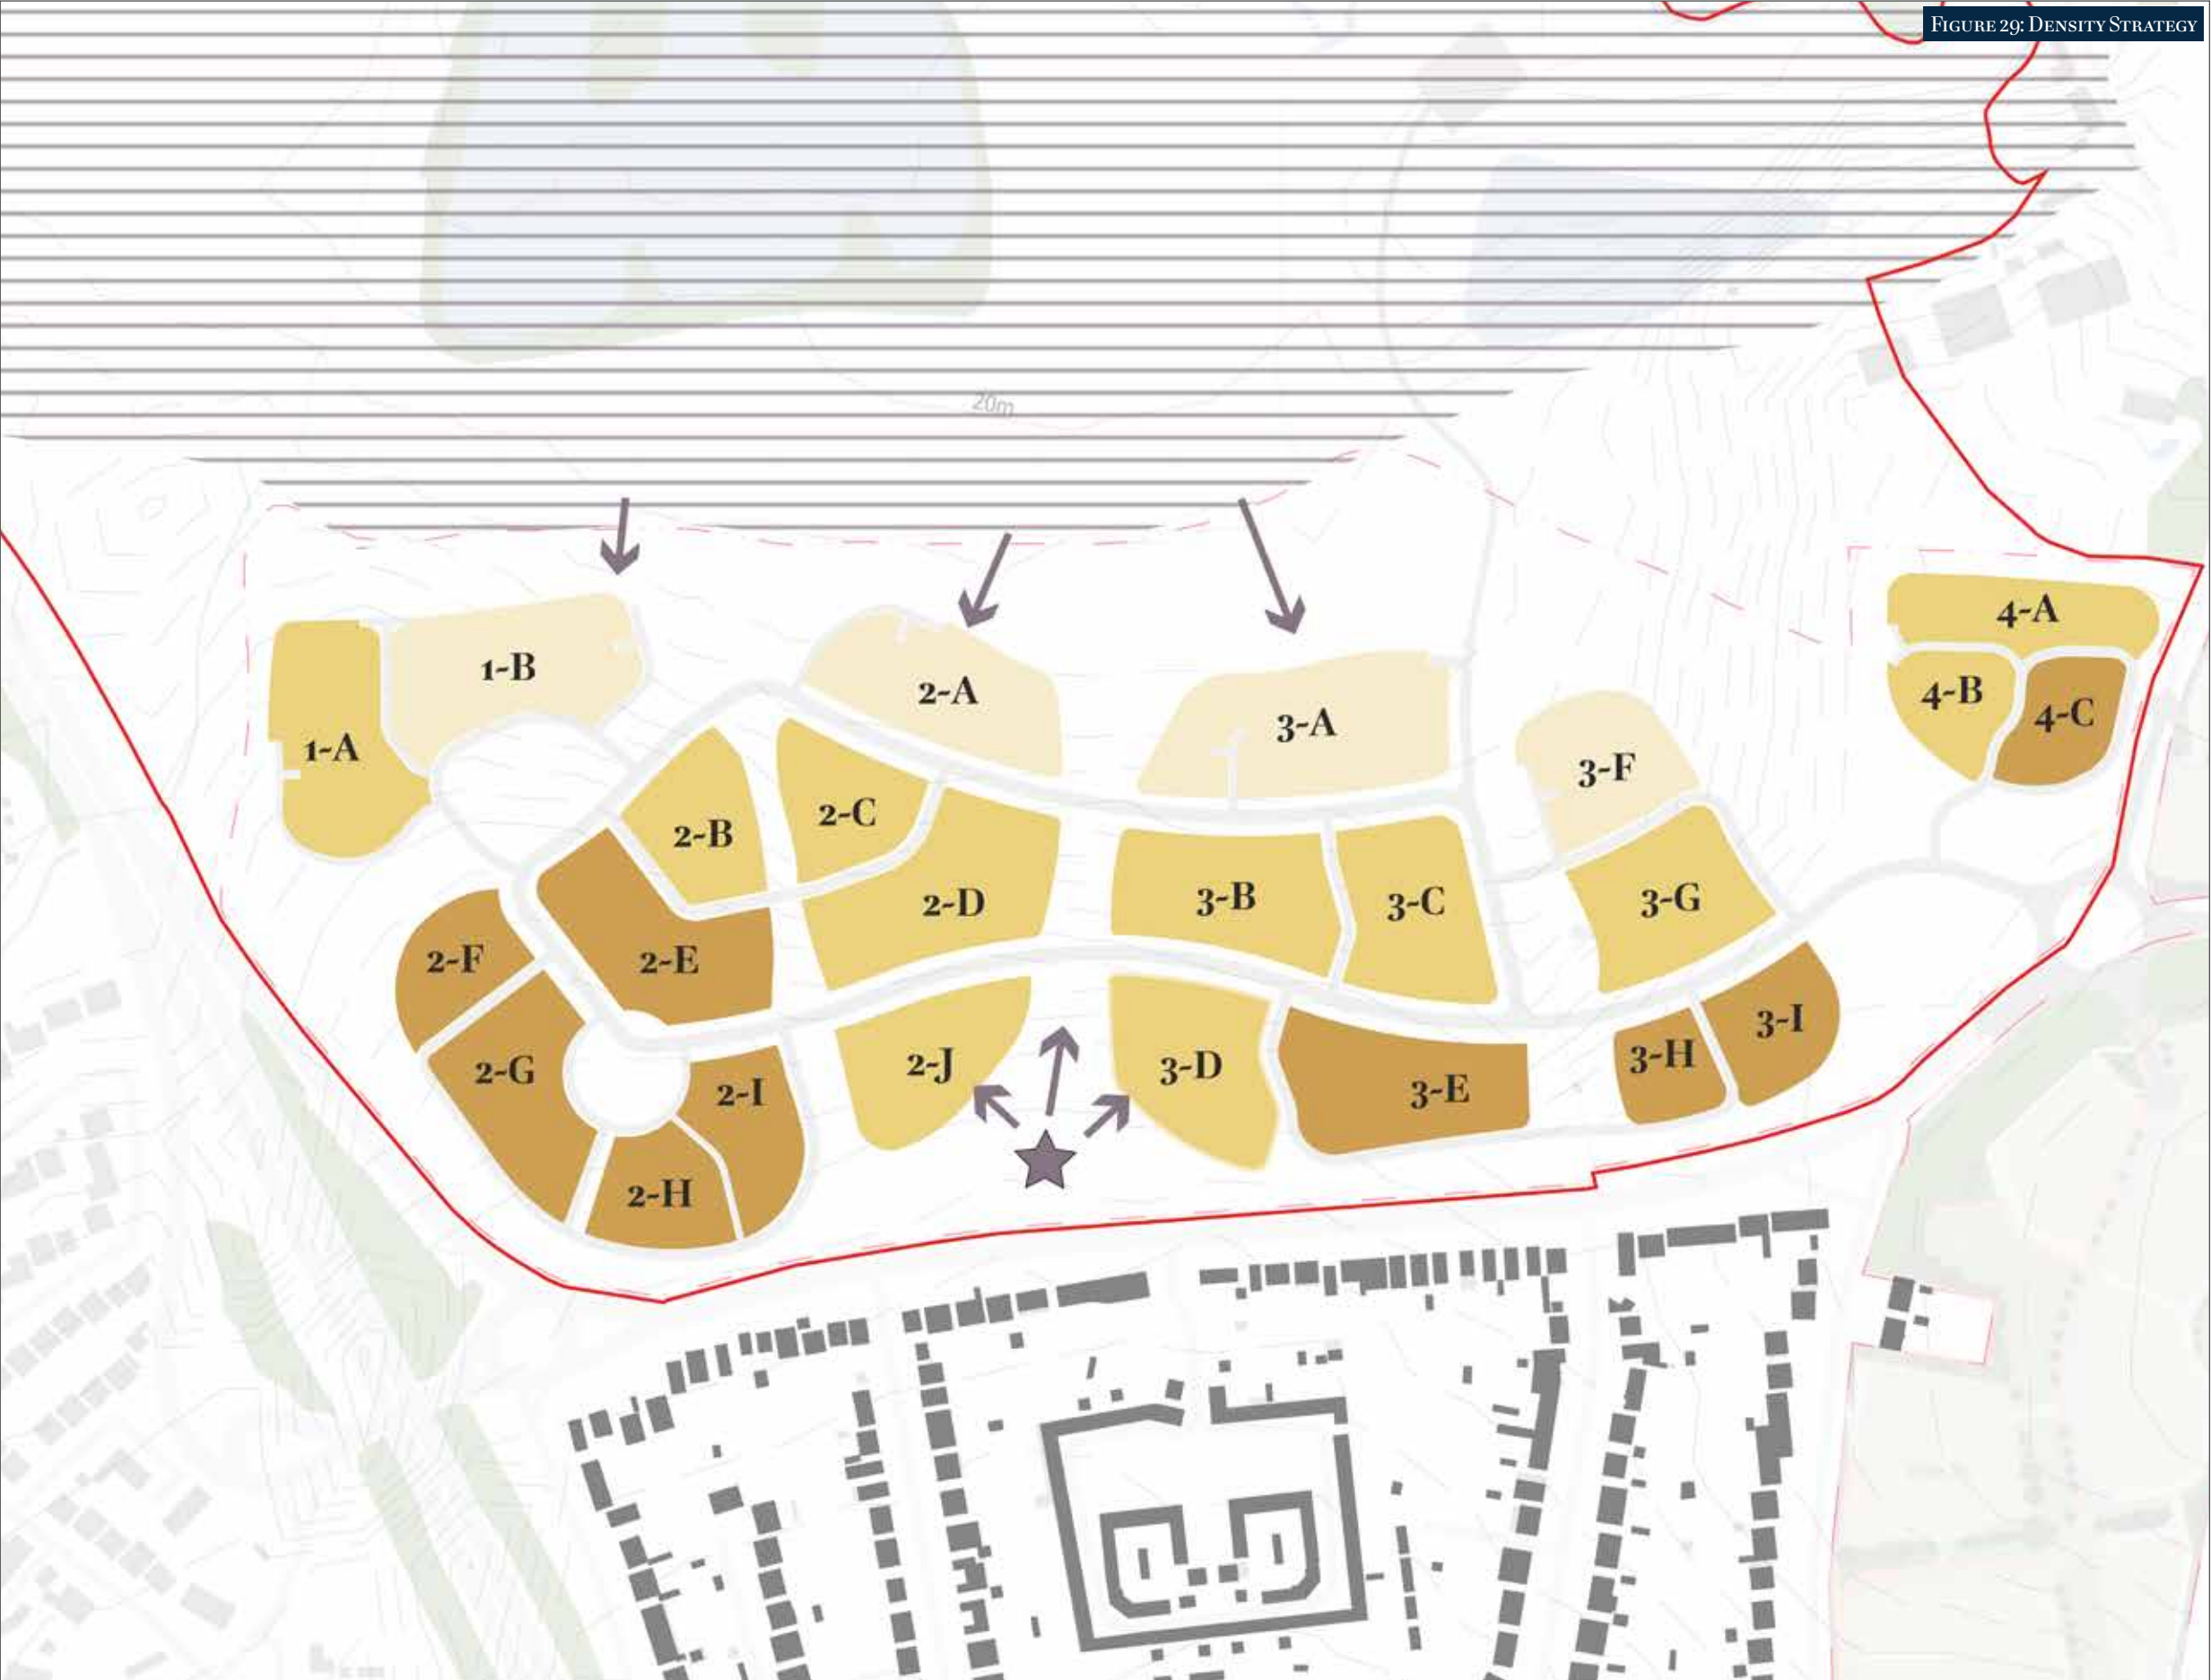 FIGURE 29: DENSITY STRATEGY
20m
1-A
1-B
2-A
3-A
3-F
4-A
4-B
4-C
2-B
2-C
2-D
3-B
3-C
3-G
2-F
2-E
2-G
2-I
2-H
2-J
3-D
3-E
3-H
3-I